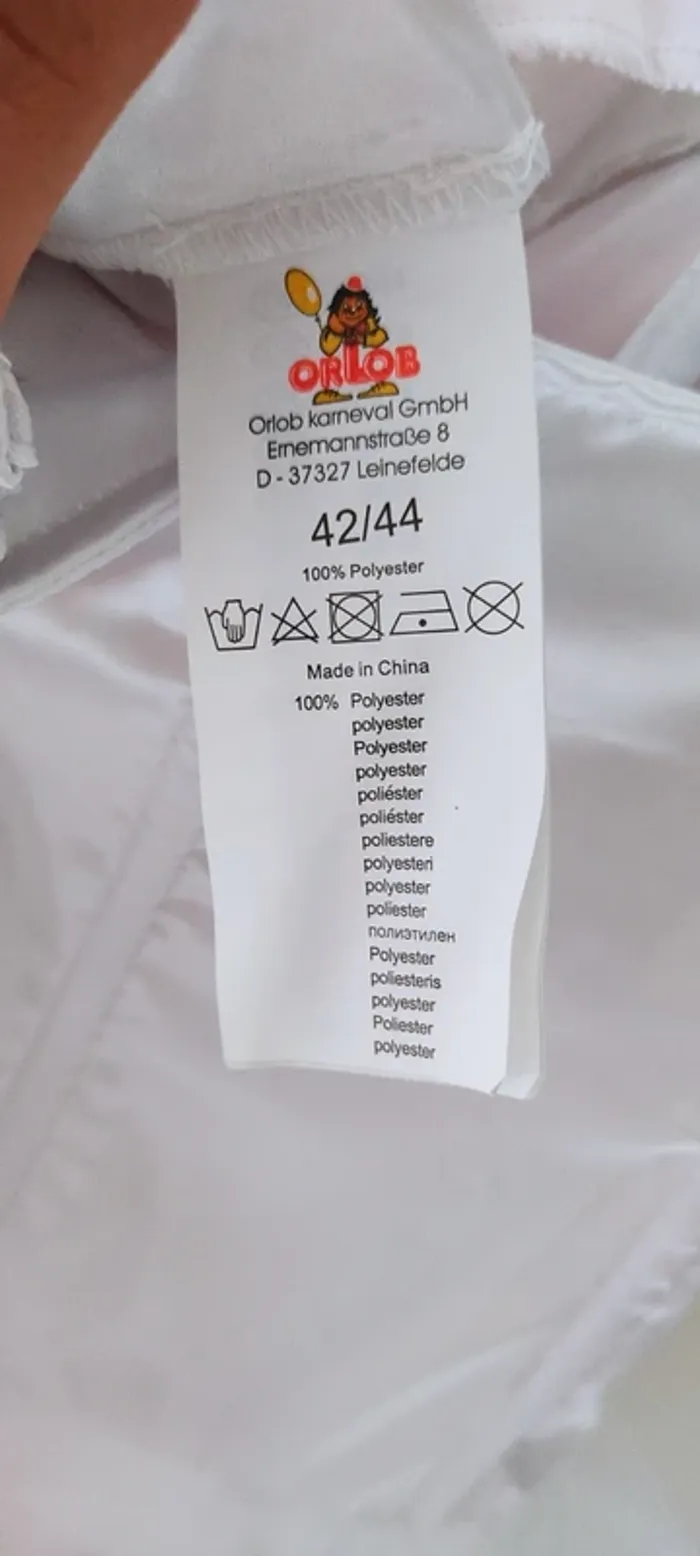 ORLOB
Orlob karneval GmbH
Ernemannstraße 8
D - 37327 Leinefelde
42/44
100% Polyester
Made in China
100% Polyester
polyester
Polyester
polyester
poliéster
poliéster
poliestere
polyesteri
polyester
poliester
полиэтилен
Polyester
poliesteris
polyester
Poliester
polyester